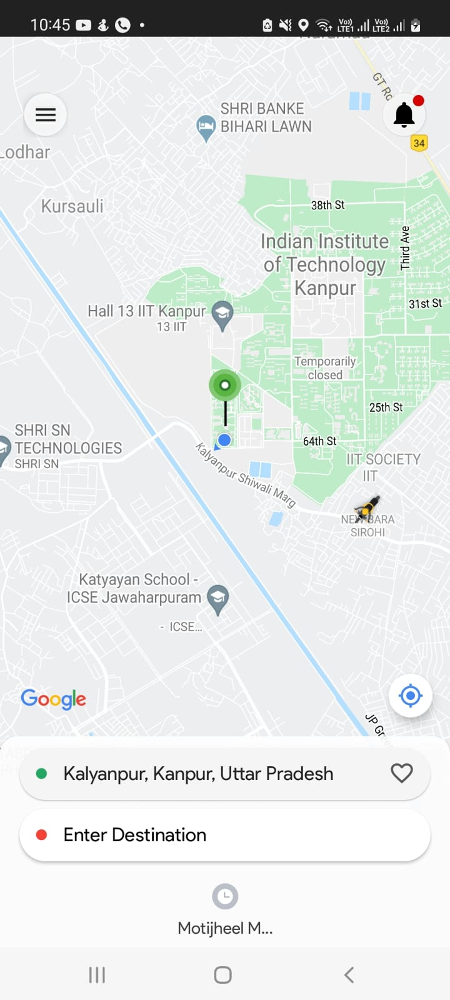 10:45
Vo)) LTE1
Vo)) LTE2
GT Ro
SHRI BANKE
BIHARI LAWN
34
Lodhar
Kursauli
38th St
Third Ave
Indian Institute
of Technology
Kanpur
31st St
Hall 13 IIT Kanpur
13 IIT
Temporarily
closed
25th St
SHRI SN
TECHNOLOGIES
SHRI SN
64th St
Kalyanpur Shiwali Marg
IIT SOCIETY
IIT
NEW BARA
SIROHI
Katyayan School -
ICSE Jawaharpuram
- ICSE...
Google
JP Gre
Kalyanpur, Kanpur, Uttar Pradesh
Enter Destination
Motijheel M...